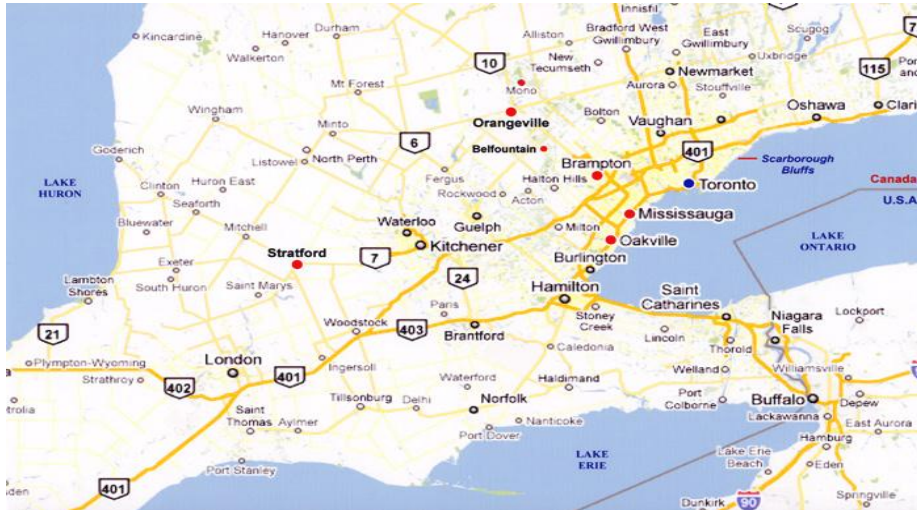 Kincardine
Hanover
Durham
Walkerton
10
Alliston
Innisfil
Bradford West
Gwillimbury
East
Gwillimbury
Scugog
7
New
Tecumseth
Uxbridge
115
Mono
Aurora
Newmarket
Stouffville
Mt Forest
Wingham
Orangeville
Bolton
Vaughan
Oshawa
Clari
Minto
6
Belfountain
401
Goderich
Listowel
North Perth
Brampton
Scarborough
Bluffs
LAKE
HURON
Clinton
Huron East
Fergus
Halton Hills
Rockwood
Acton
Toronto
Canada
U.S.A
Seaforth
Bluewater
Mitchell
Waterloo
Guelph
Milton
Mississauga
Kitchener
Oakville
LAKE
ONTARIO
Stratford
7
Burlington
Exeter
South Huron
Lambton
Shores
Saint Marys
24
Hamilton
Saint
Catharines
Paris
Stoney
Creek
Niagara
Falls
Lockport
21
Woodstock
403
Brantford
Lincoln
Thorold
Caledonia
Plympton-Wyoming
London
Ingersoll
Welland
Williamsville
Strathroy
402
401
Waterford
Haldimand
Port
Colborne
Buffalo
Depew
Tillsonburg
Delhi
Norfolk
Lackawanna
Saint
Thomas
Aylmer
Nanticoke
Port Dover
East Aurora
Hamburg
Port Stanley
LAKE
ERIE
Lake Erie
Beach
Eden
401
Dunkirk
90
Springville